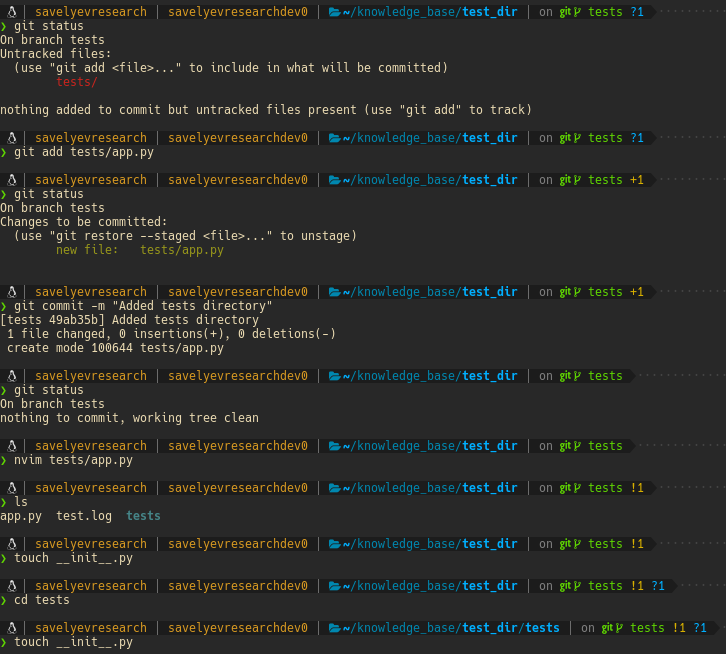 │ savelyevresearch │ savelyevresearchdev0 │ ~/knowledge_base/test_dir │ on git tests ?1
❯ git status
On branch tests
Untracked files:
  (use "git add <file>..." to include in what will be committed)
        tests/

nothing added to commit but untracked files present (use "git add" to track)

│ savelyevresearch │ savelyevresearchdev0 │ ~/knowledge_base/test_dir │ on git tests ?1
❯ git add tests/app.py

│ savelyevresearch │ savelyevresearchdev0 │ ~/knowledge_base/test_dir │ on git tests +1
❯ git status
On branch tests
Changes to be committed:
  (use "git restore --staged <file>..." to unstage)
        new file:   tests/app.py

│ savelyevresearch │ savelyevresearchdev0 │ ~/knowledge_base/test_dir │ on git tests +1
❯ git commit -m "Added tests directory"
[tests 49ab35b] Added tests directory
 1 file changed, 0 insertions(+), 0 deletions(-)
 create mode 100644 tests/app.py

│ savelyevresearch │ savelyevresearchdev0 │ ~/knowledge_base/test_dir │ on git tests
❯ git status
On branch tests
nothing to commit, working tree clean

│ savelyevresearch │ savelyevresearchdev0 │ ~/knowledge_base/test_dir │ on git tests
❯ nvim tests/app.py

│ savelyevresearch │ savelyevresearchdev0 │ ~/knowledge_base/test_dir │ on git tests !1
❯ ls
app.py  test.log  tests

│ savelyevresearch │ savelyevresearchdev0 │ ~/knowledge_base/test_dir │ on git tests !1
❯ touch __init__.py

│ savelyevresearch │ savelyevresearchdev0 │ ~/knowledge_base/test_dir │ on git tests !1 ?1
❯ cd tests

│ savelyevresearch │ savelyevresearchdev0 │ ~/knowledge_base/test_dir/tests │ on git tests !1 ?1
❯ touch __init__.py